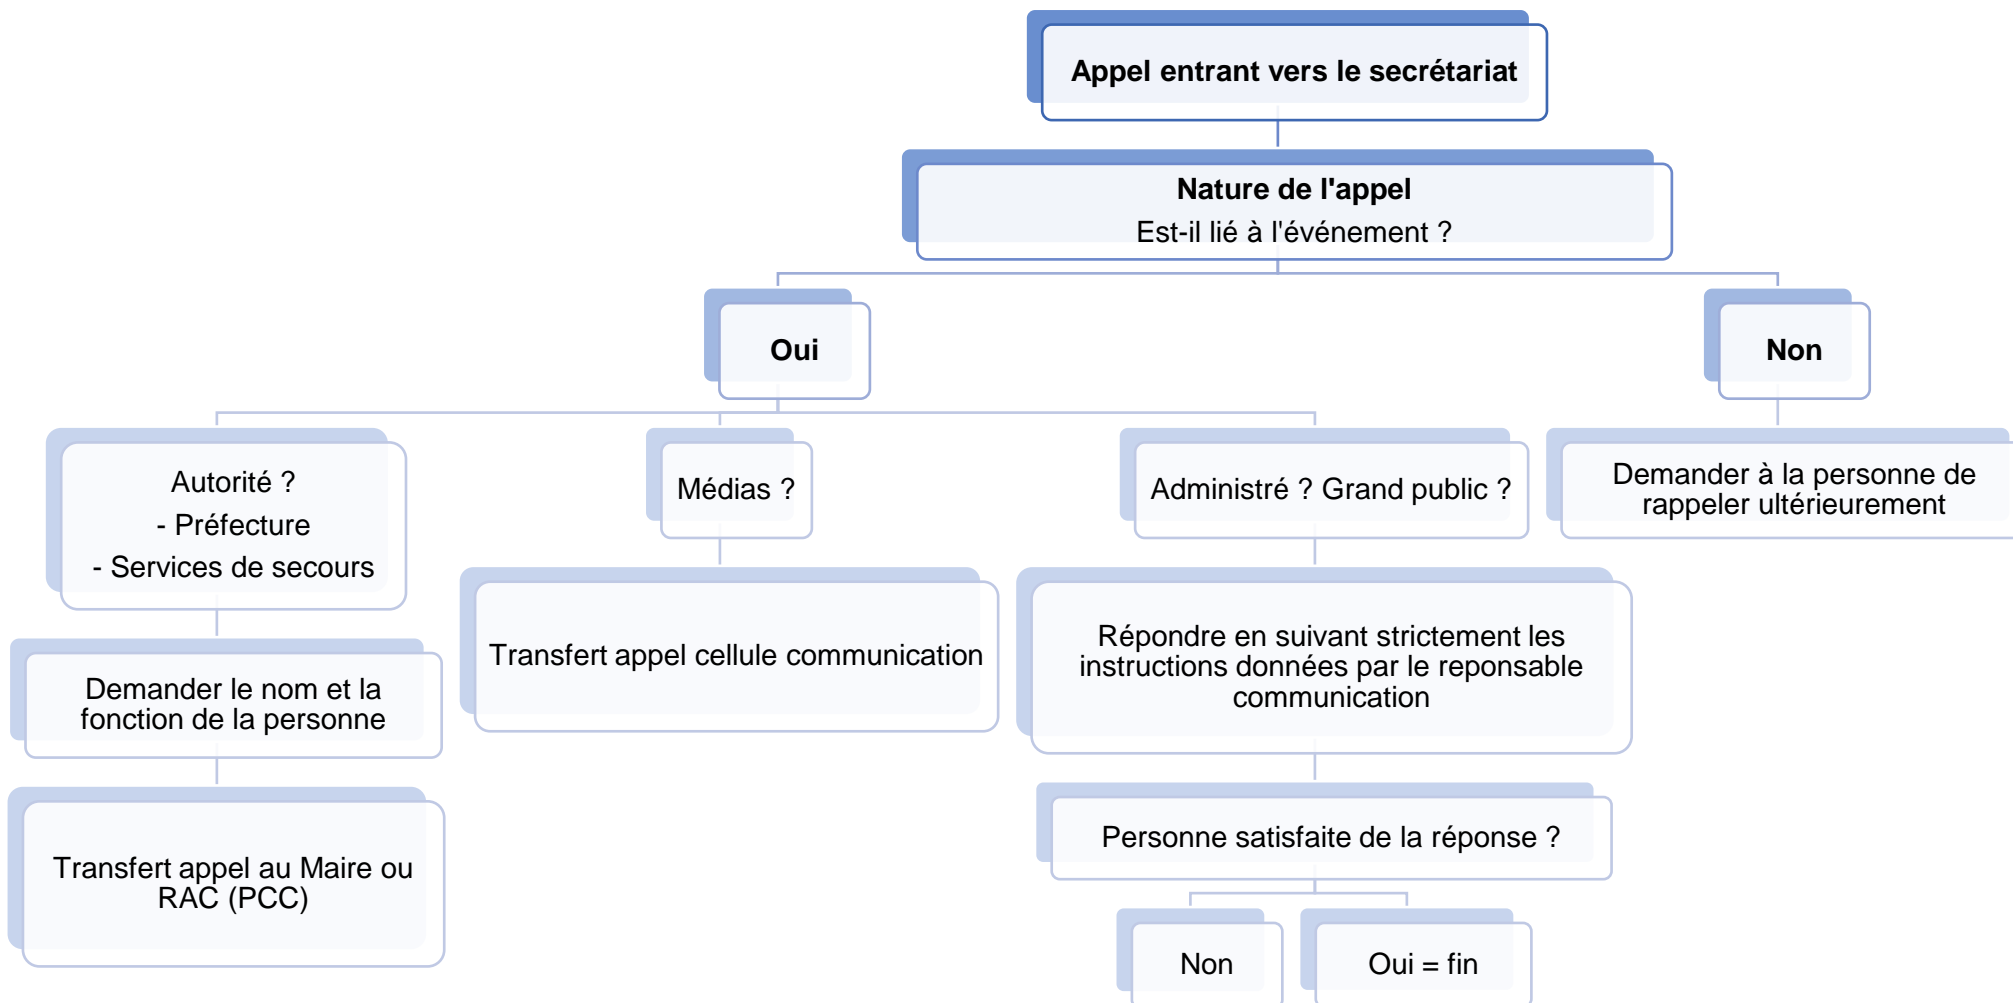 Appel entrant vers le secrétariat
Nature de l'appel
Est-il lié à l'événement ?
Oui
Non
Autorité ?
- Préfecture
- Services de secours
Médias ?
Administré ? Grand public ?
Demander à la personne de
rappeler ultérieurement
Demander le nom et la
fonction de la personne
Transfert appel cellule communication
Répondre en suivant strictement les
instructions données par le reponsable
communication
Transfert appel au Maire ou
RAC (PCC)
Personne satisfaite de la réponse ?
Non
Oui = fin